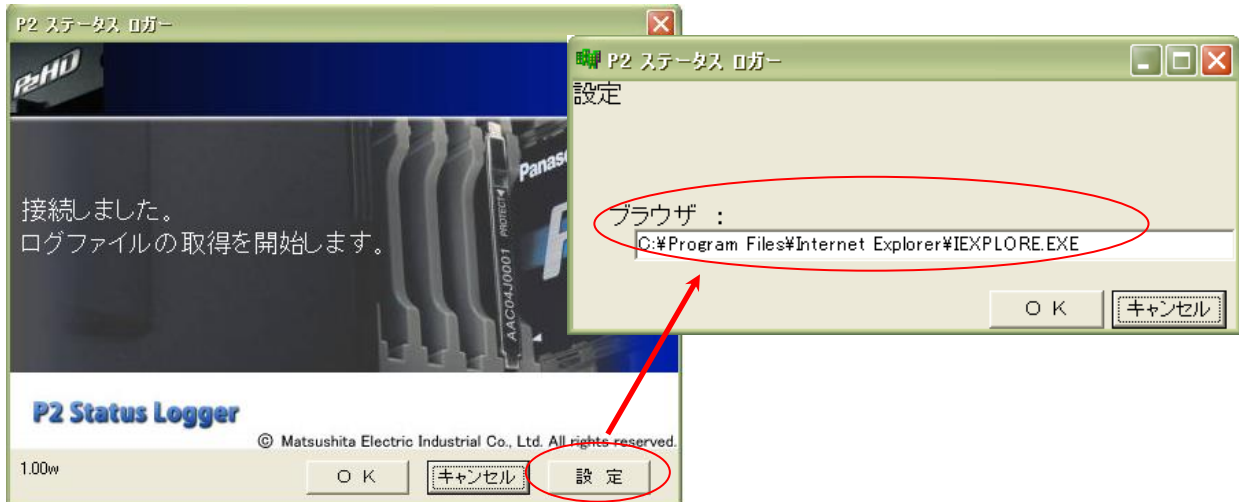 P2 ステータス ロガー
P2HD
接続しました。
ログファイルの取得を開始します。
Panas
PROTECT
AAC04J0001
P2 Status Logger
© Matsushita Electric Industrial Co., Ltd. All rights reserved.
1.00w
ＯＫ
キャンセル
設 定
P2 ステータス ロガー
設定
ブラウザ ：
C:¥Program Files¥Internet Explorer¥IEXPLORE.EXE
ＯＫ
キャンセル